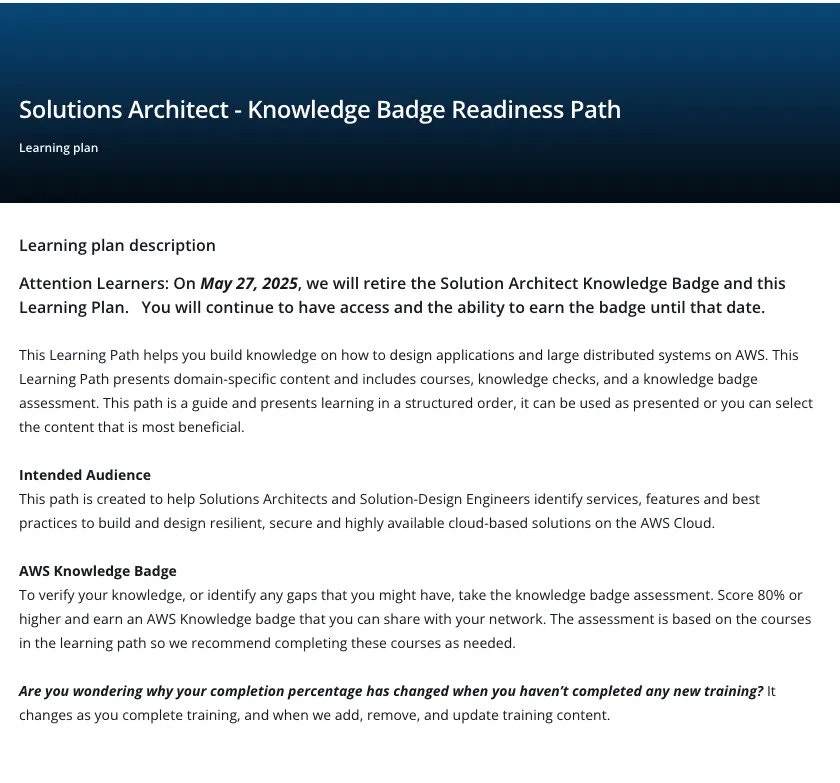 Solutions Architect - Knowledge Badge Readiness Path
Learning plan
Learning plan description
Attention Learners: On May 27, 2025, we will retire the Solution Architect Knowledge Badge and this
Learning Plan.   You will continue to have access and the ability to earn the badge until that date.
This Learning Path helps you build knowledge on how to design applications and large distributed systems on AWS. This
Learning Path presents domain-specific content and includes courses, knowledge checks, and a knowledge badge
assessment. This path is a guide and presents learning in a structured order, it can be used as presented or you can select
the content that is most beneficial.
Intended Audience
This path is created to help Solutions Architects and Solution-Design Engineers identify services, features and best
practices to build and design resilient, secure and highly available cloud-based solutions on the AWS Cloud.
AWS Knowledge Badge
To verify your knowledge, or identify any gaps that you might have, take the knowledge badge assessment. Score 80% or
higher and earn an AWS Knowledge badge that you can share with your network. The assessment is based on the courses
in the learning path so we recommend completing these courses as needed.
Are you wondering why your completion percentage has changed when you haven’t completed any new training? It
changes as you complete training, and when we add, remove, and update training content.